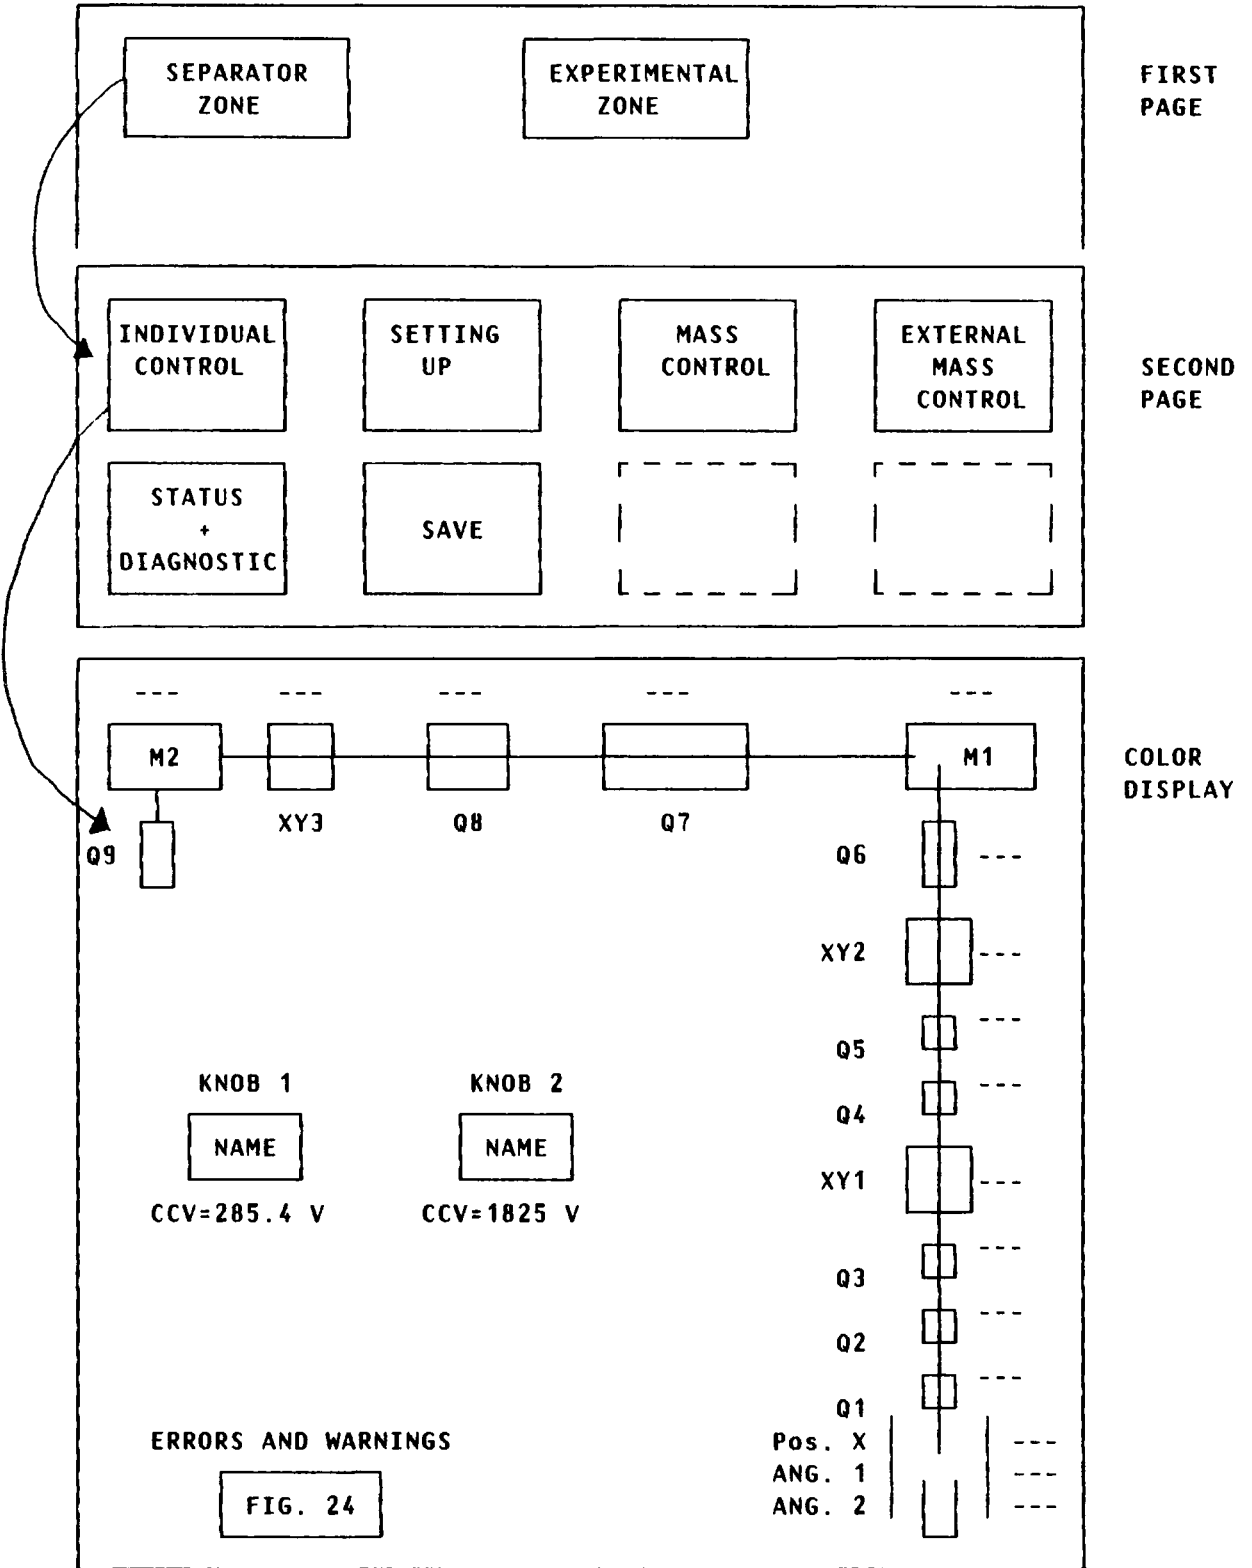 SEPARATOR
ZONE
EXPERIMENTAL
ZONE
FIRST
PAGE
INDIVIDUAL
CONTROL
SETTING
UP
MASS
CONTROL
EXTERNAL
MASS
CONTROL
SECOND
PAGE
STATUS
+
DIAGNOSTIC
SAVE
--- --- --- --- ---
M2
M1
COLOR
DISPLAY
XY3
Q8
Q7
Q9
Q6 ---
XY2 ---
Q5 ---
KNOB 1
KNOB 2
Q4 ---
NAME
NAME
XY1 ---
CCV=285.4 V
CCV=1825 V
Q3 ---
Q2 ---
Q1 ---
ERRORS AND WARNINGS
Pos. X ---
ANG. 1 ---
ANG. 2 ---
FIG. 24